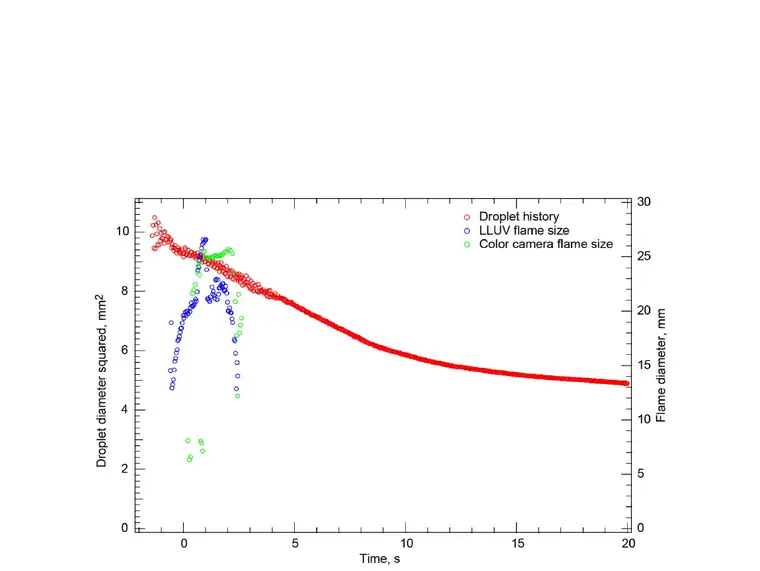 Droplet history
LLUV flame size
Color camera flame size
Droplet diameter squared, mm2
10
8
6
4
2
0
Flame diameter, mm
30
25
20
15
10
5
0
0 5 10 15 20
Time, s